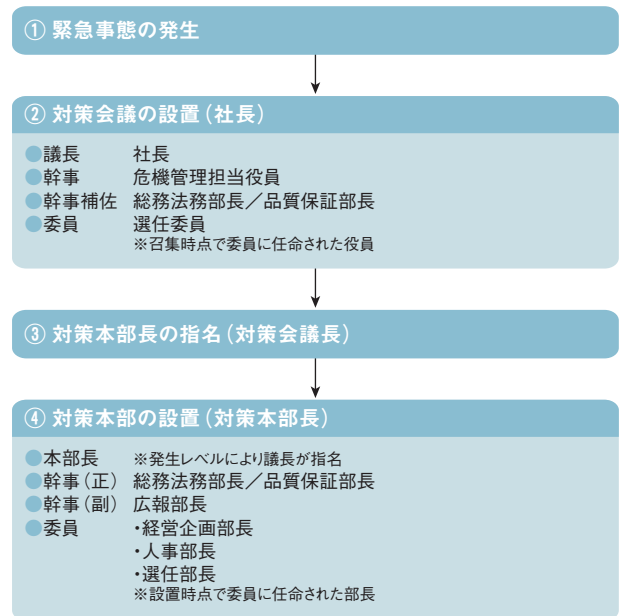 ① 緊急事態の発生
② 対策会議の設置(社長)
●議長 社長
●幹事 危機管理担当役員
●幹事補佐 総務法務部長/品質保証部長
●委員 選任委員
※召集時点で委員に任命された役員
③ 対策本部長の指名(対策会議長)
④ 対策本部の設置(対策本部長)
●本部長 ※発生レベルにより議長が指名
●幹事(正) 総務法務部長/品質保証部長
●幹事(副) 広報部長
●委員 ・経営企画部長
・人事部長
・選任部長
※設置時点で委員に任命された部長